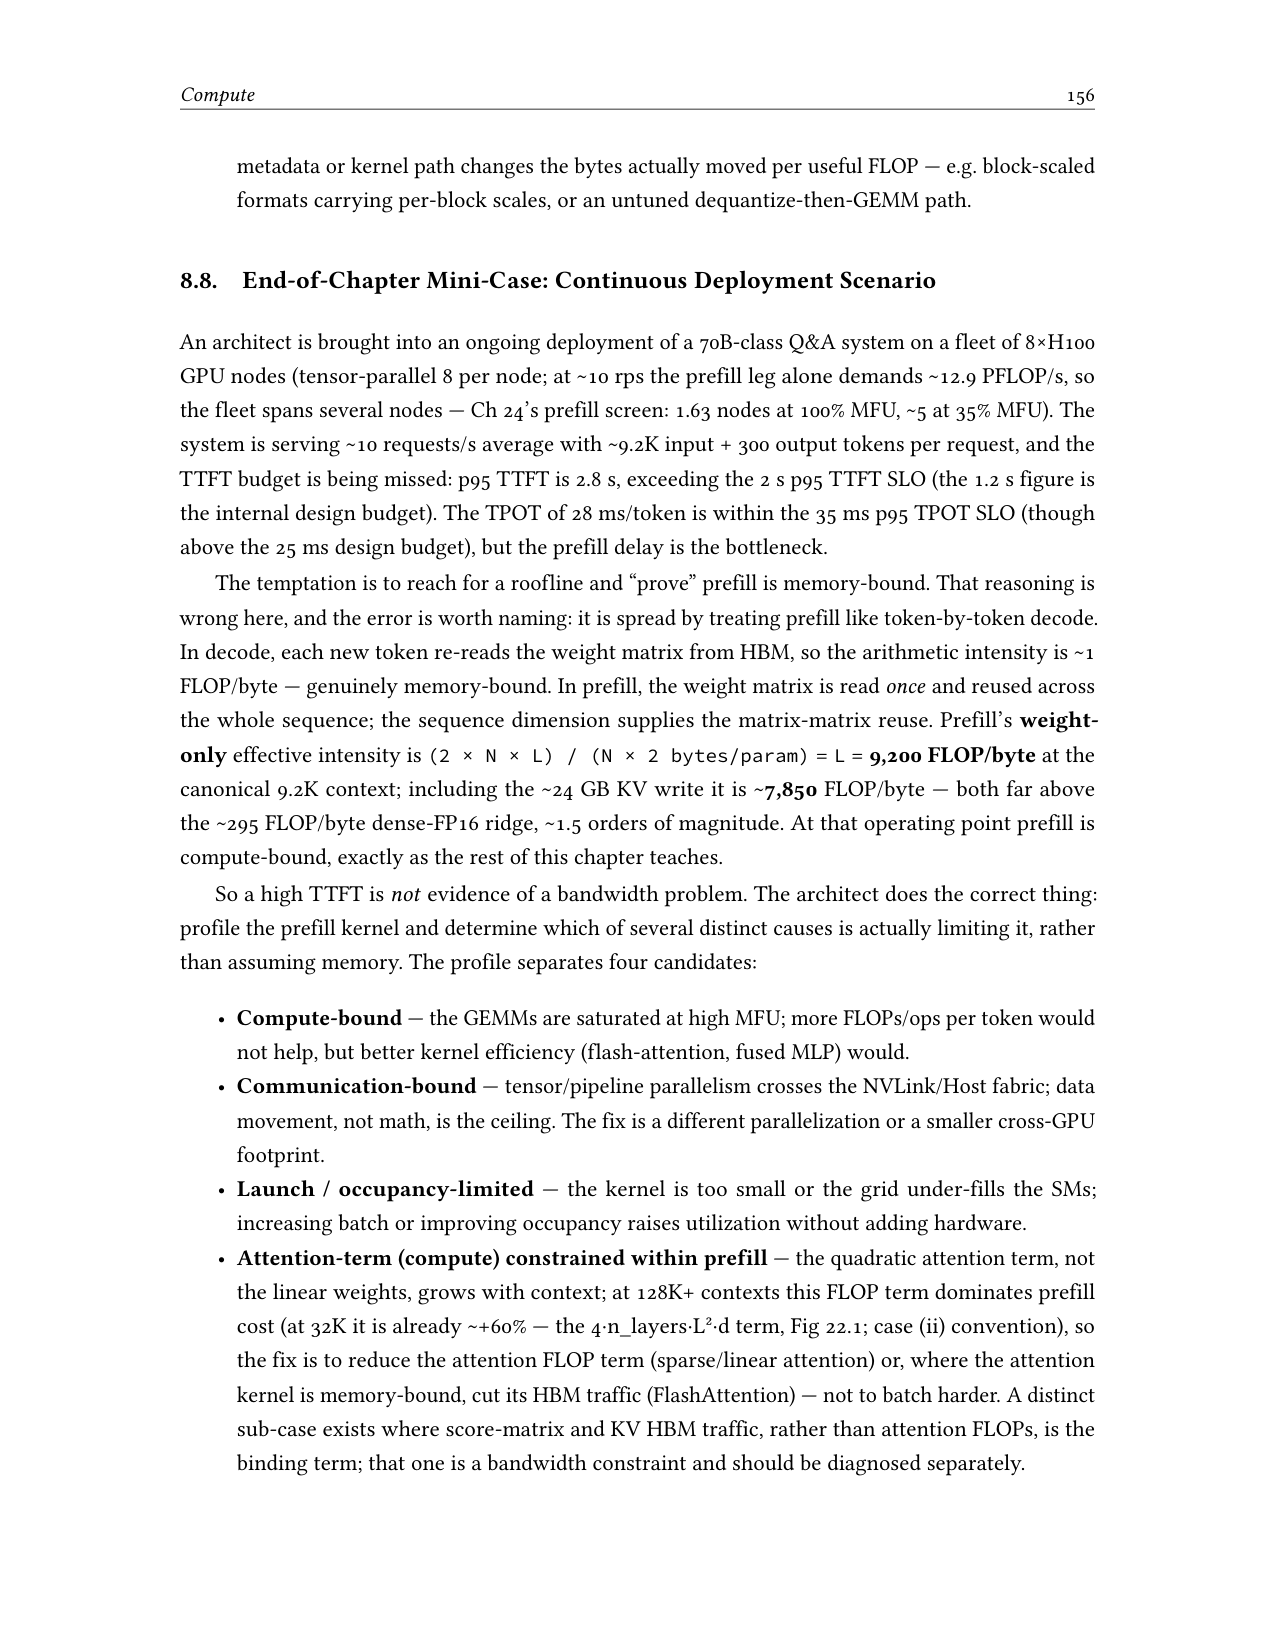 Compute 156
metadata or kernel path changes the bytes actually moved per useful FLOP — e.g. block-scaled
formats carrying per-block scales, or an untuned dequantize-then-GEMM path.
8.8. End-of-Chapter Mini-Case: Continuous Deployment Scenario
An architect is brought into an ongoing deployment of a 70B-class Q&A system on a fleet of 8×H100
GPU nodes (tensor-parallel 8 per node; at ~10 rps the prefill leg alone demands ~12.9 PFLOP/s, so
the fleet spans several nodes — Ch 24’s prefill screen: 1.63 nodes at 100% MFU, ~5 at 35% MFU). The
system is serving ~10 requests/s average with ~9.2K input + 300 output tokens per request, and the
TTFT budget is being missed: p95 TTFT is 2.8 s, exceeding the 2 s p95 TTFT SLO (the 1.2 s figure is
the internal design budget). The TPOT of 28 ms/token is within the 35 ms p95 TPOT SLO (though
above the 25 ms design budget), but the prefill delay is the bottleneck.
The temptation is to reach for a roofline and “prove” prefill is memory-bound. That reasoning is
wrong here, and the error is worth naming: it is spread by treating prefill like token-by-token decode.
In decode, each new token re-reads the weight matrix from HBM, so the arithmetic intensity is ~1
FLOP/byte — genuinely memory-bound. In prefill, the weight matrix is read once and reused across
the whole sequence; the sequence dimension supplies the matrix-matrix reuse. Prefill’s weight-
only effective intensity is (2 × N × L) / (N × 2 bytes/param) = L = 9,200 FLOP/byte at the
canonical 9.2K context; including the ~24 GB KV write it is ~7,850 FLOP/byte — both far above
the ~295 FLOP/byte dense-FP16 ridge, ~1.5 orders of magnitude. At that operating point prefill is
compute-bound, exactly as the rest of this chapter teaches.
So a high TTFT is not evidence of a bandwidth problem. The architect does the correct thing:
profile the prefill kernel and determine which of several distinct causes is actually limiting it, rather
than assuming memory. The profile separates four candidates:
• Compute-bound — the GEMMs are saturated at high MFU; more FLOPs/ops per token would
not help, but better kernel efficiency (flash-attention, fused MLP) would.
• Communication-bound — tensor/pipeline parallelism crosses the NVLink/Host fabric; data
movement, not math, is the ceiling. The fix is a different parallelization or a smaller cross-GPU
footprint.
• Launch / occupancy-limited — the kernel is too small or the grid under-fills the SMs;
increasing batch or improving occupancy raises utilization without adding hardware.
• Attention-term (compute) constrained within prefill — the quadratic attention term, not
the linear weights, grows with context; at 128K+ contexts this FLOP term dominates prefill
cost (at 32K it is already ~+60% — the 4·n_layers·L²·d term, Fig 22.1; case (ii) convention), so
the fix is to reduce the attention FLOP term (sparse/linear attention) or, where the attention
kernel is memory-bound, cut its HBM traffic (FlashAttention) — not to batch harder. A distinct
sub-case exists where score-matrix and KV HBM traffic, rather than attention FLOPs, is the
binding term; that one is a bandwidth constraint and should be diagnosed separately.